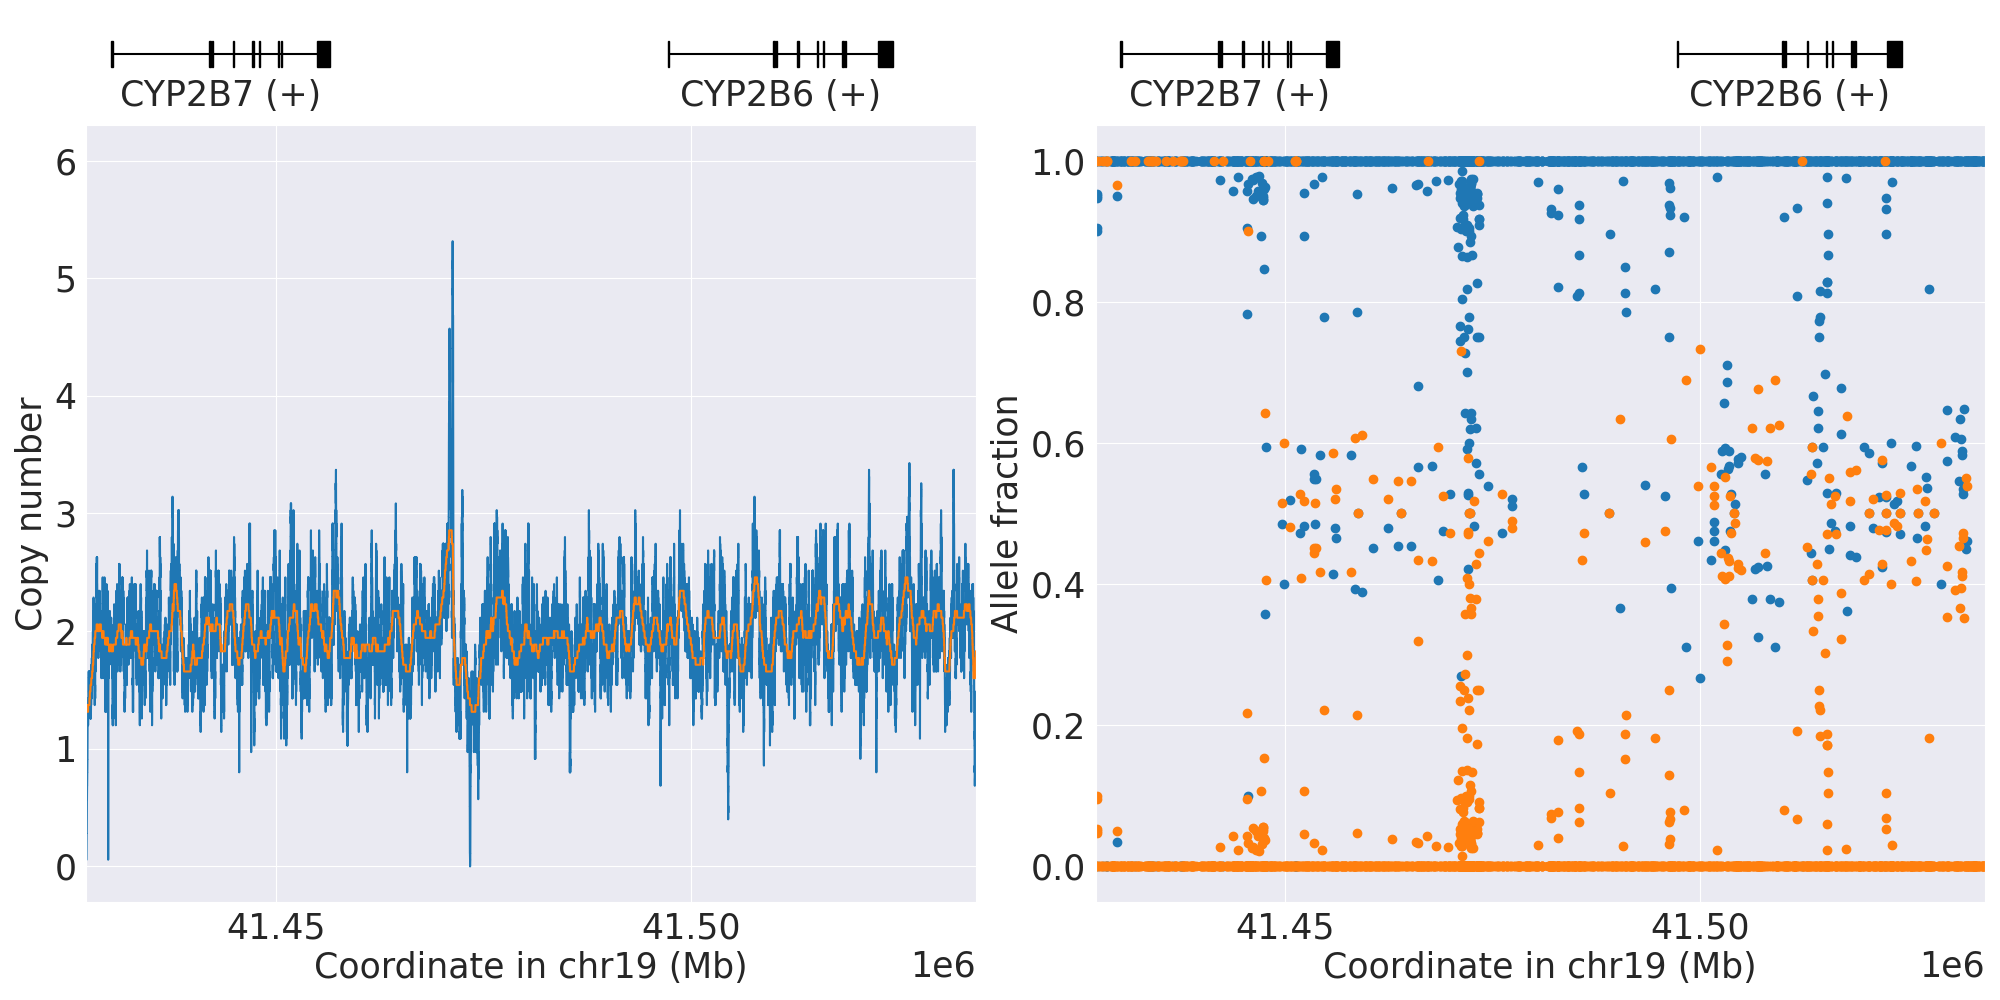 CYP2B7 (+)
CYP2B6 (+)
6
5
4
3
2
1
0
Copy number
41.45
41.50
Coordinate in chr19 (Mb)
1e6
CYP2B7 (+)
CYP2B6 (+)
1.0
0.8
0.6
0.4
0.2
0.0
Allele fraction
41.45
41.50
Coordinate in chr19 (Mb)
1e6